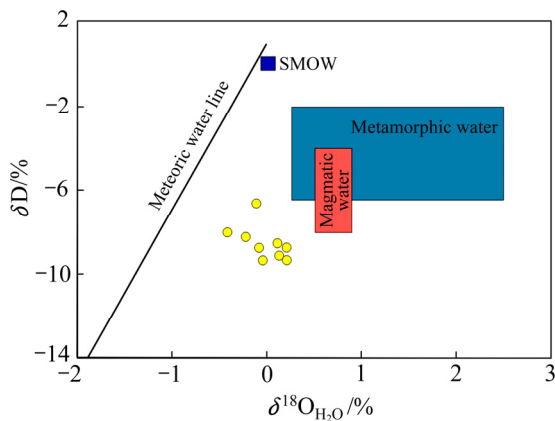 2
−2
−6
−10
−14
δD/%
Meteoric water line
SMOW
Metamorphic water
Magmatic
water
−2
−1
0
1
2
3
δ¹⁸O_H₂O/%